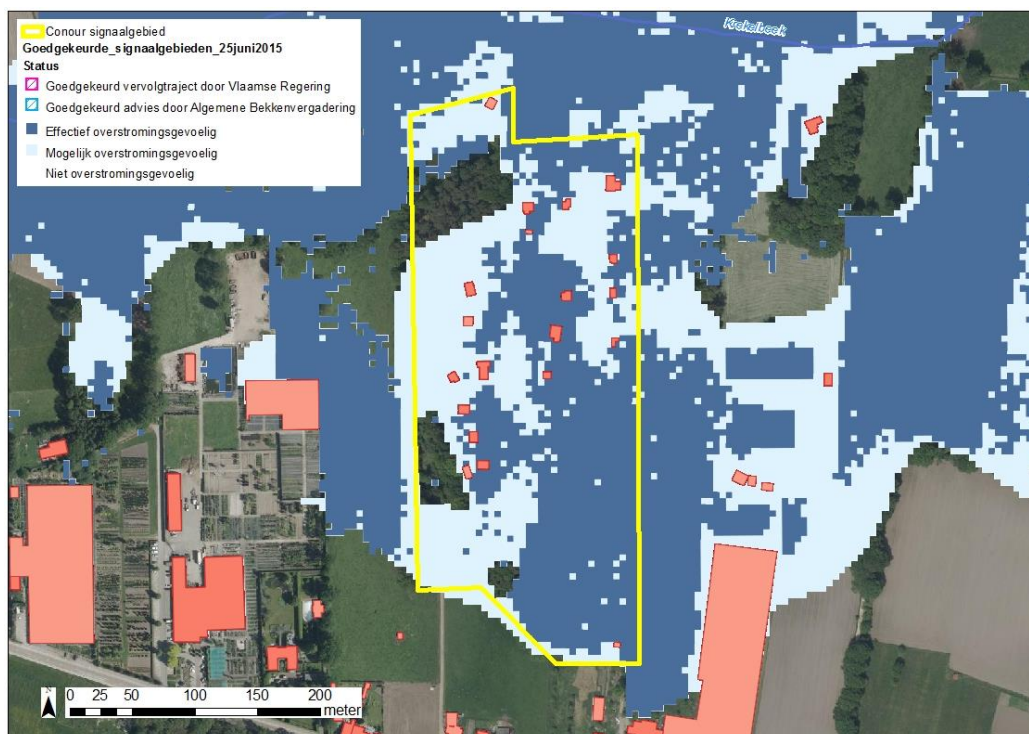 Conour signaalgebied
Goedgekeurde_signaalgebieden_25juni2015
Status
Goedgekeurd vervolgtraject door Vlaamse Regering
Goedgekeurd advies door Algemene Bekkenvergadering
Effectief overstromingsgevoelig
Mogelijk overstromingsgevoelig
Niet overstromingsgevoelig
Krekelbeek
N
0 25 50 100 150 200
meter